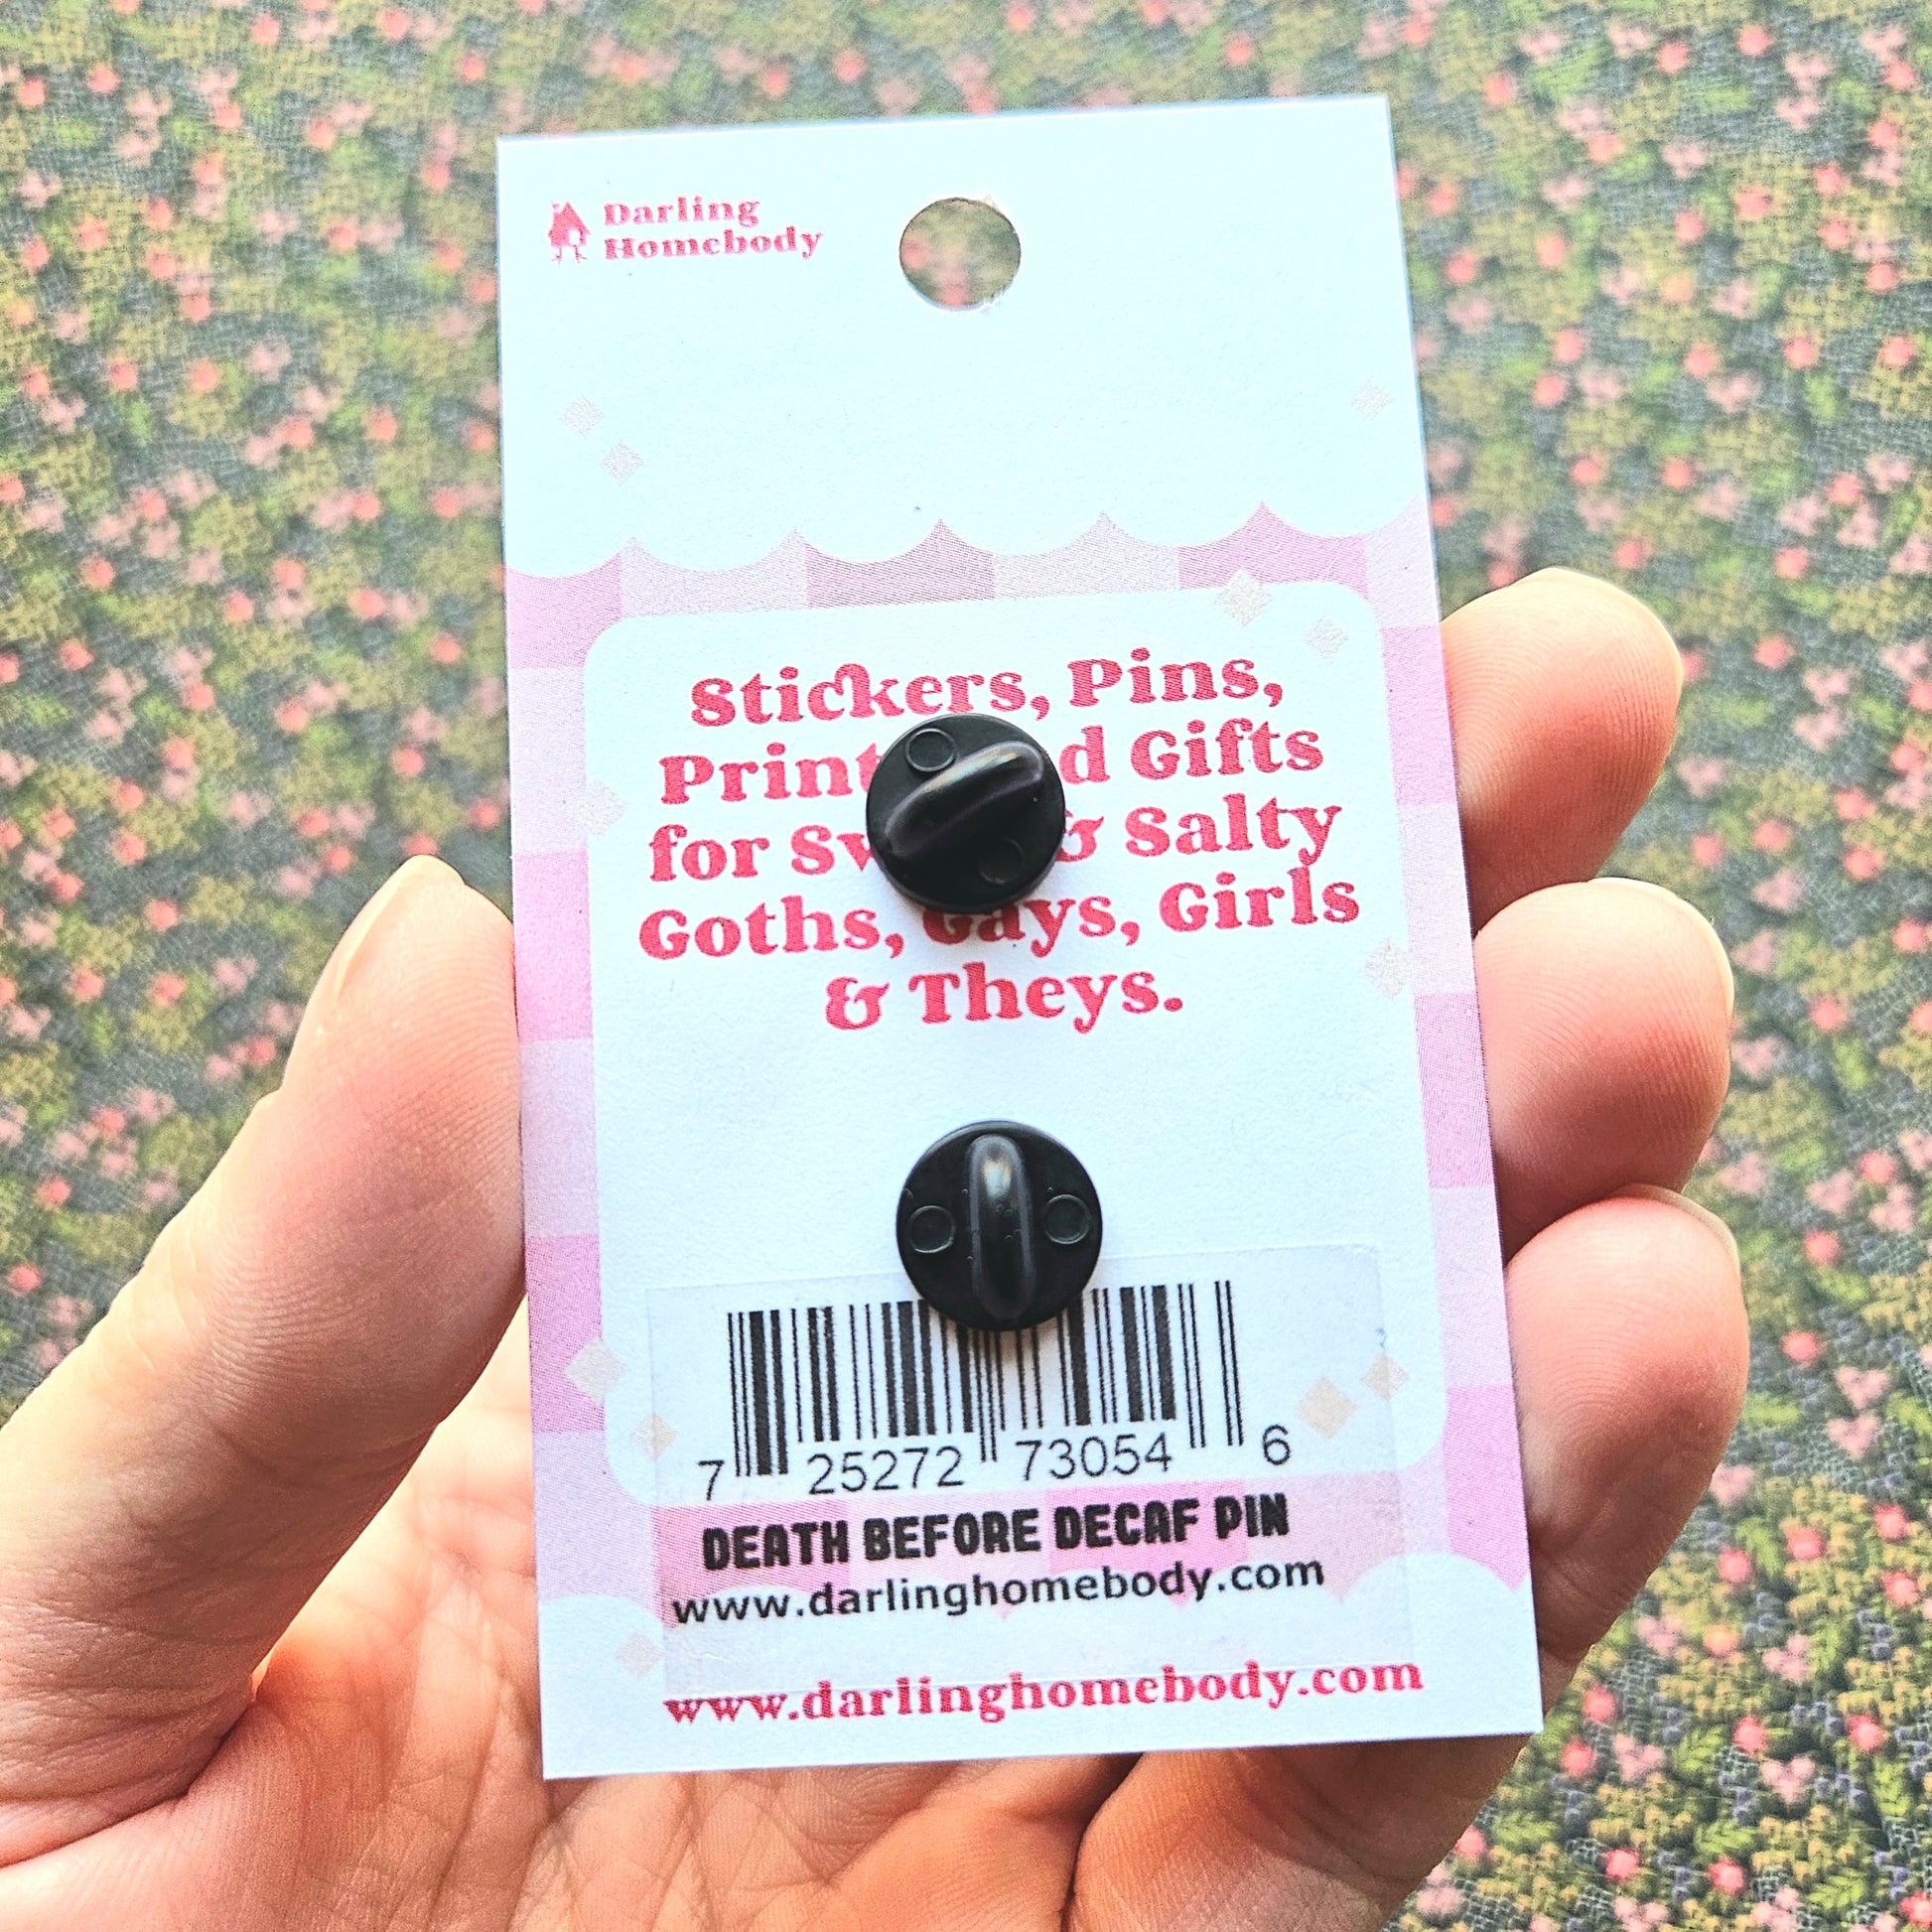 Darling
Homebody
Stickers, Pins,
Gifts
for & Salty
Goths, Gays, Girls
& Theys.
7 25272 73054 6
DEATH BEFORE DECAF PIN
www.darlinghomebody.com
www.darlinghomebody.com